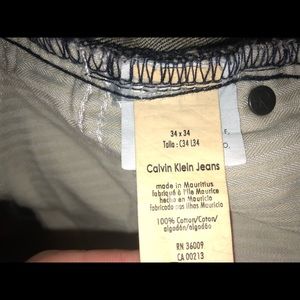 34 x 34
Talla : C34 L34
Calvin Klein Jeans
made in Mauritius
fabriqué à l'île Maurice
hecho en Mauricio
Fabricado nas ilhas Mauricio
100% Cotton/Coton/
algodón/algodão
RN 36009
CA 00213